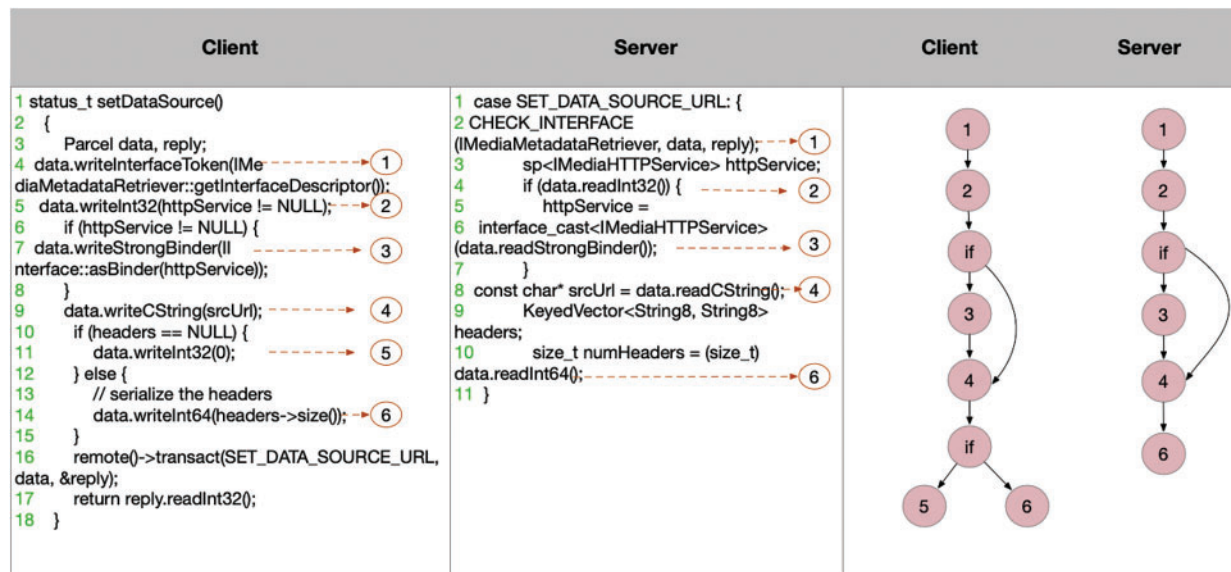 Client
Server
Client
Server
1 status_t setDataSource()
2 {
3 Parcel data, reply;
4 data.writeInterfaceToken(IMe
diaMetadataRetriever::getInterfaceDescriptor());
5 data.writeInt32(httpService != NULL);
6 if (httpService != NULL) {
7 data.writeStrongBinder(II
nterface::asBinder(httpService));
8 }
9 data.writeCString(srcUrl);
10 if (headers == NULL) {
11 data.writeInt32(0);
12 } else {
13 // serialize the headers
14 data.writeInt64(headers->size());
15 }
16 remote()->transact(SET_DATA_SOURCE_URL,
data, &reply);
17 return reply.readInt32();
18 }
1
2
3
4
5
6
1 case SET_DATA_SOURCE_URL: {
2 CHECK_INTERFACE
(IMediaMetadataRetriever, data, reply);
3 sp<IMediaHTTPService> httpService;
4 if (data.readInt32()) {
5 httpService =
6 interface_cast<IMediaHTTPService>
(data.readStrongBinder());
7 }
8 const char* srcUrl = data.readCString();
9 KeyedVector<String8, String8>
headers;
10 size_t numHeaders = (size_t)
data.readInt64();
11 }
1
2
3
4
6
1
2
if
3
4
if
5 6
1
2
if
3
4
6